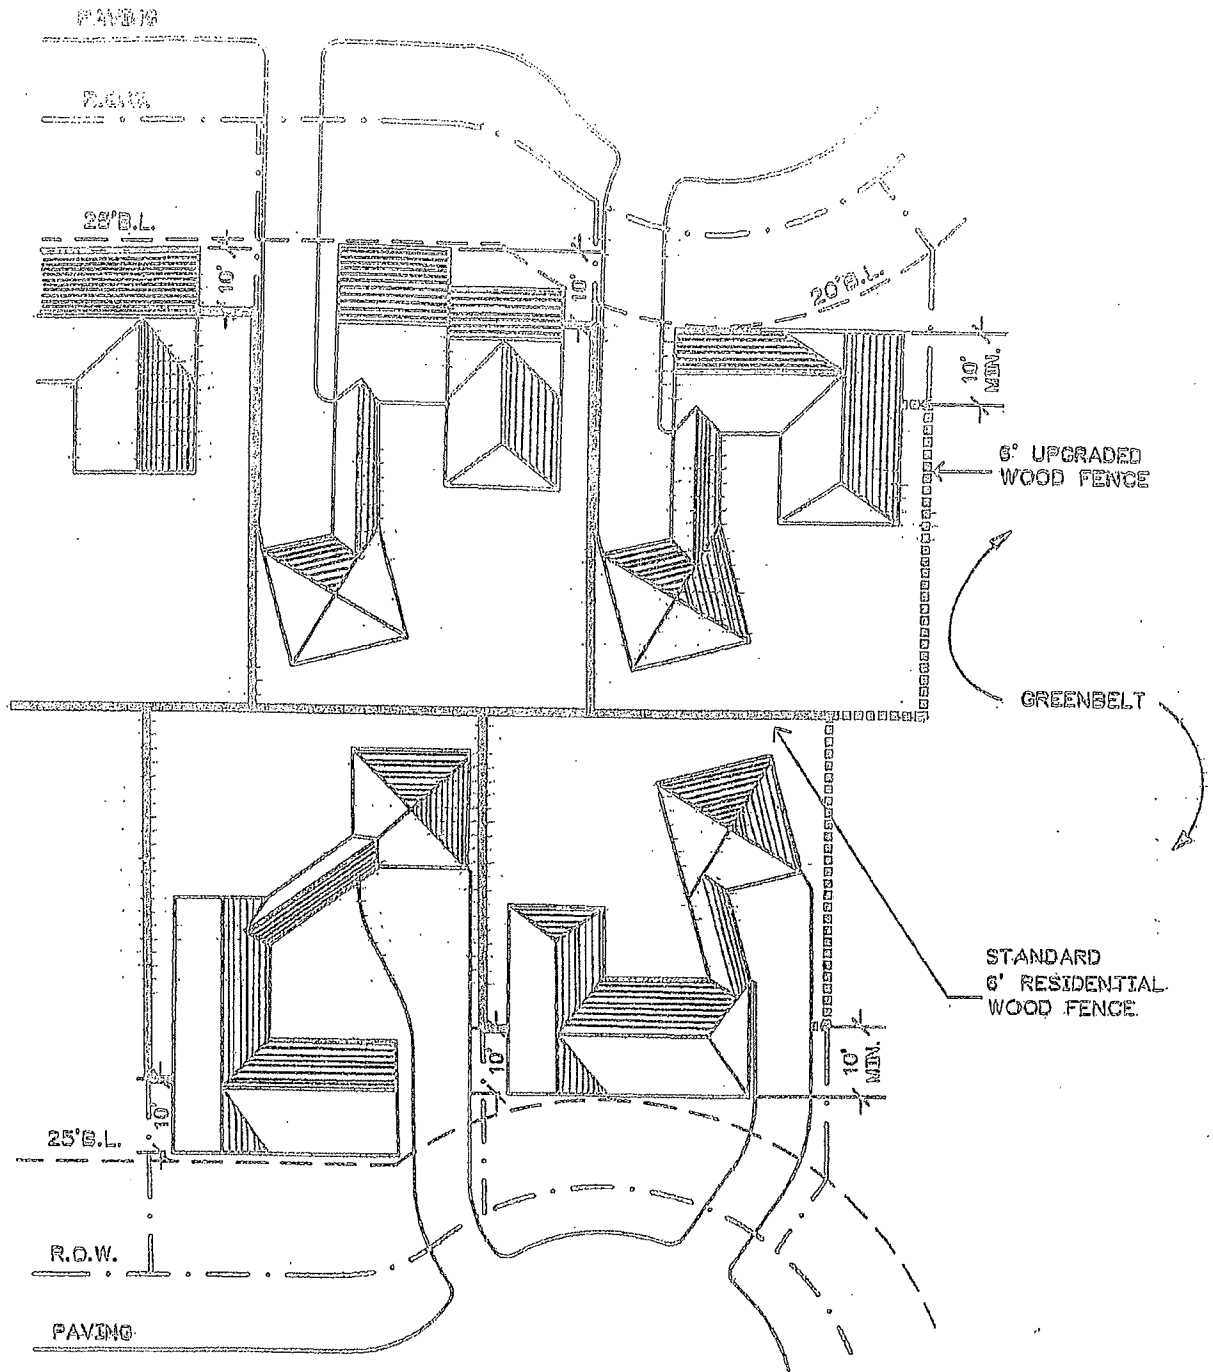 PAVING
R.O.W.
25'B.L.
10'
10'
20'B.L.
10'
MIN.
6' UPGRADED
WOOD FENCE
GREENBELT
STANDARD
6' RESIDENTIAL
WOOD FENCE
10'
10'
MIN.
10'
25'B.L.
R.O.W.
PAVING